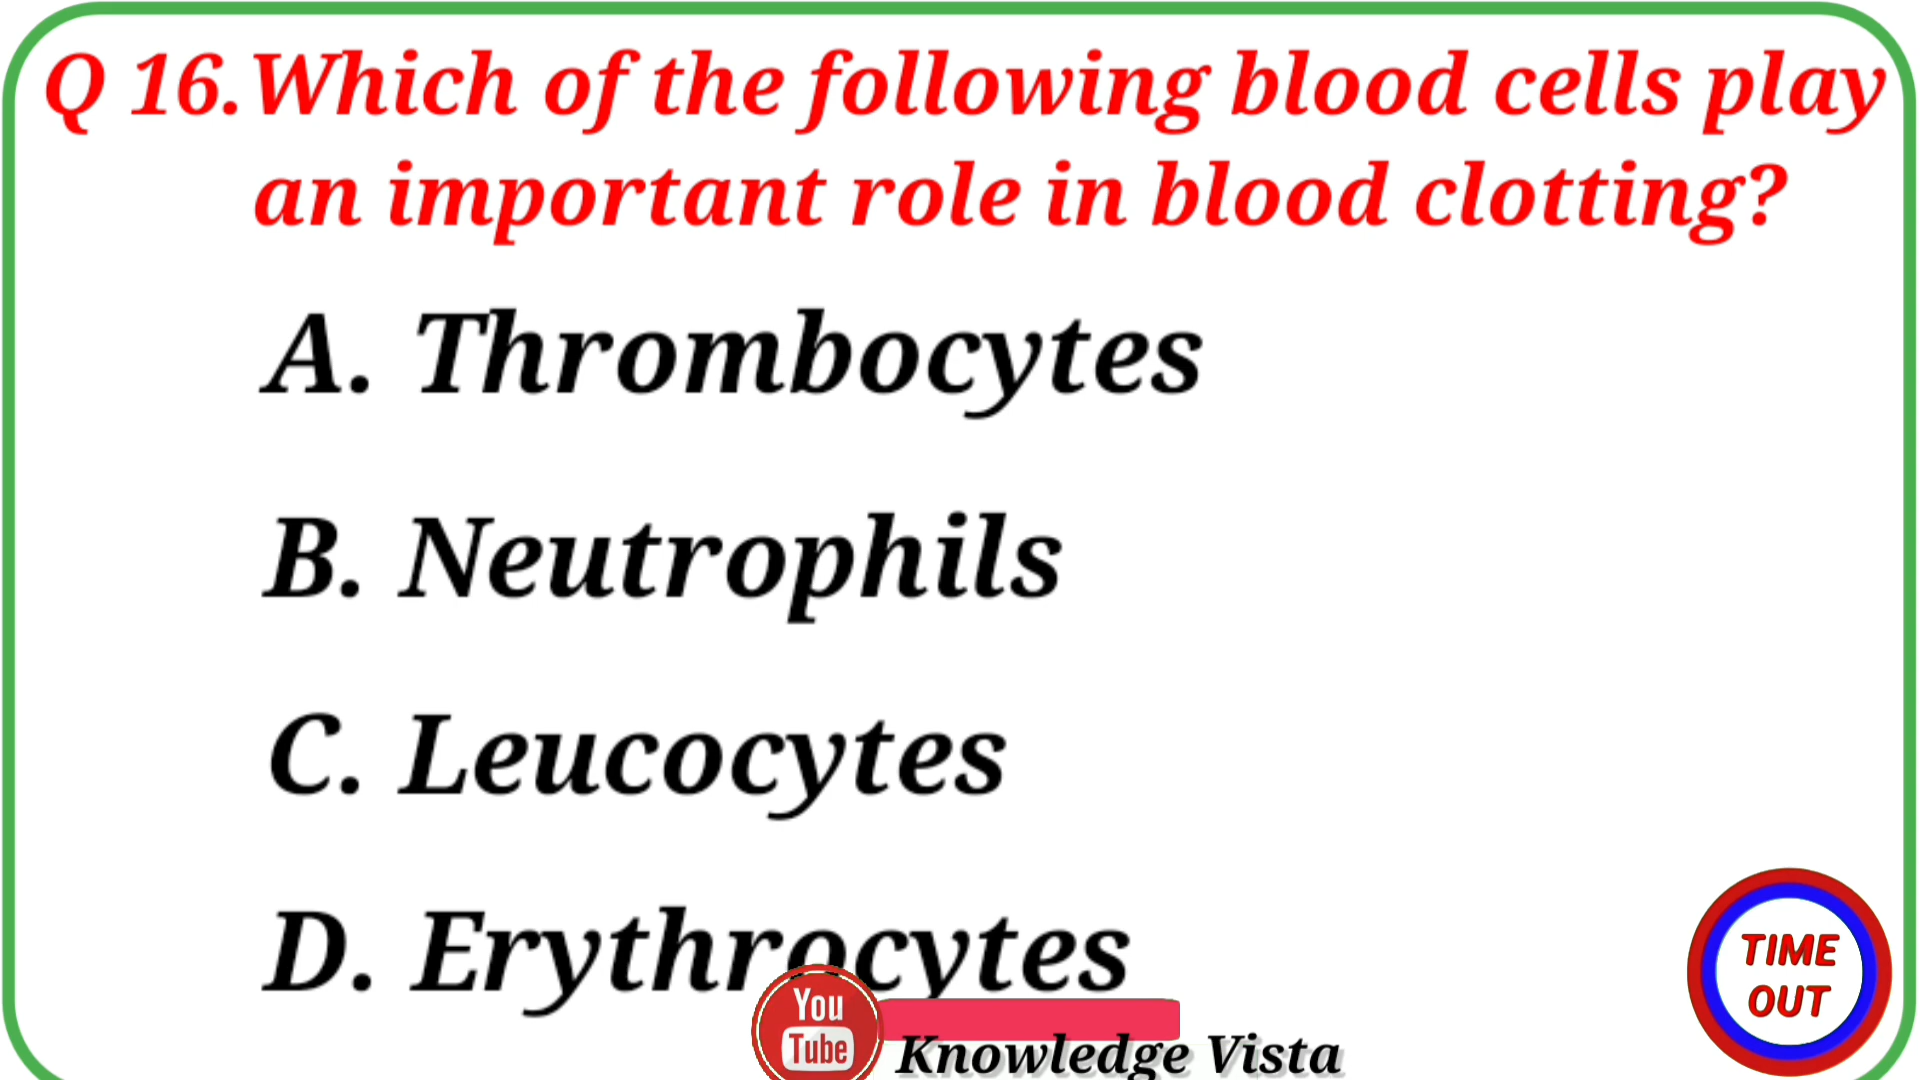 Q 16. Which of the following blood cells play
an important role in blood clotting?
A. Thrombocytes
B. Neutrophils
C. Leucocytes
D. Erythrocytes
TIME
OUT
You
Tube
Knowledge Vista